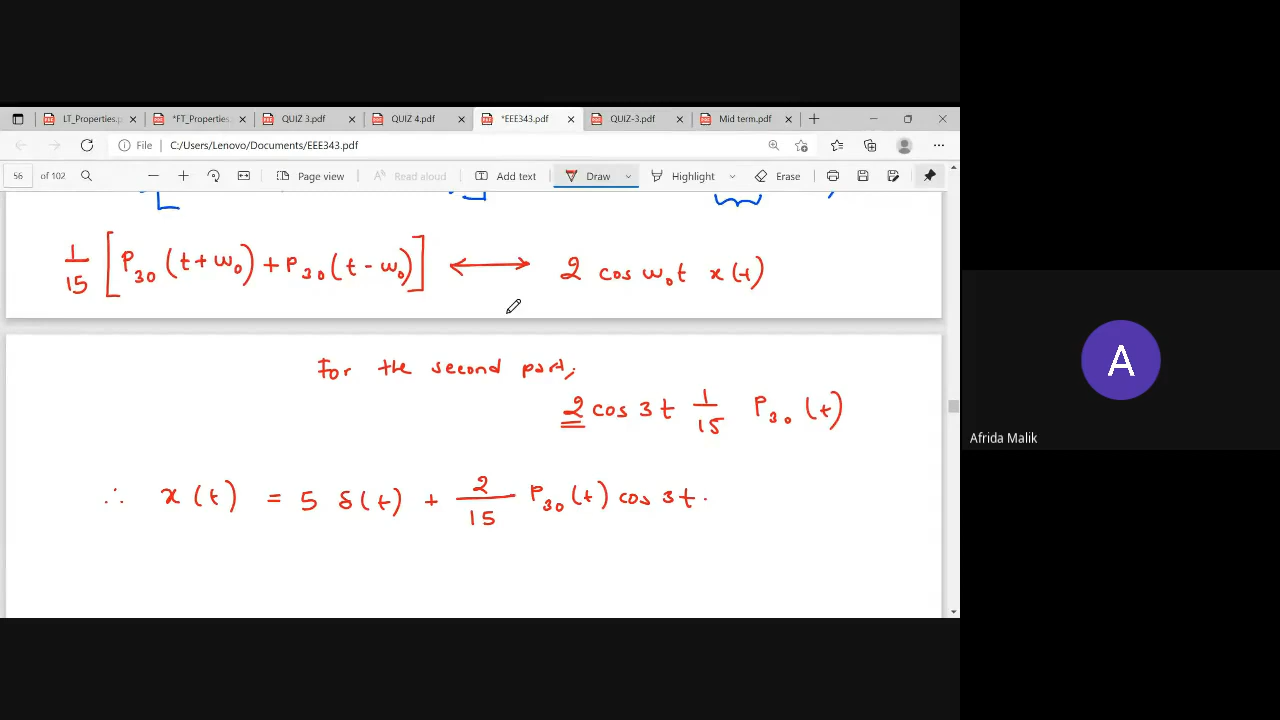 LT_Properties.p
*FT_Properties.
QUIZ 3.pdf
QUIZ 4.pdf
*EEE343.pdf
QUIZ-3.pdf
Mid term.pdf
File
C:/Users/Lenovo/Documents/EEE343.pdf
56 of 102
Page view
Read aloud
Add text
Draw
Highlight
Erase
1/15 [P₃₀(t+ω₀) + P₃₀(t-ω₀)] ⟷ 2 cos ω₀t x(t)
For the second part,
2 cos 3t 1/15 P₃₀(t)
∴ x(t) = 5 δ(t) + 2/15 P₃₀(t) cos 3t.
A
Afrida Malik